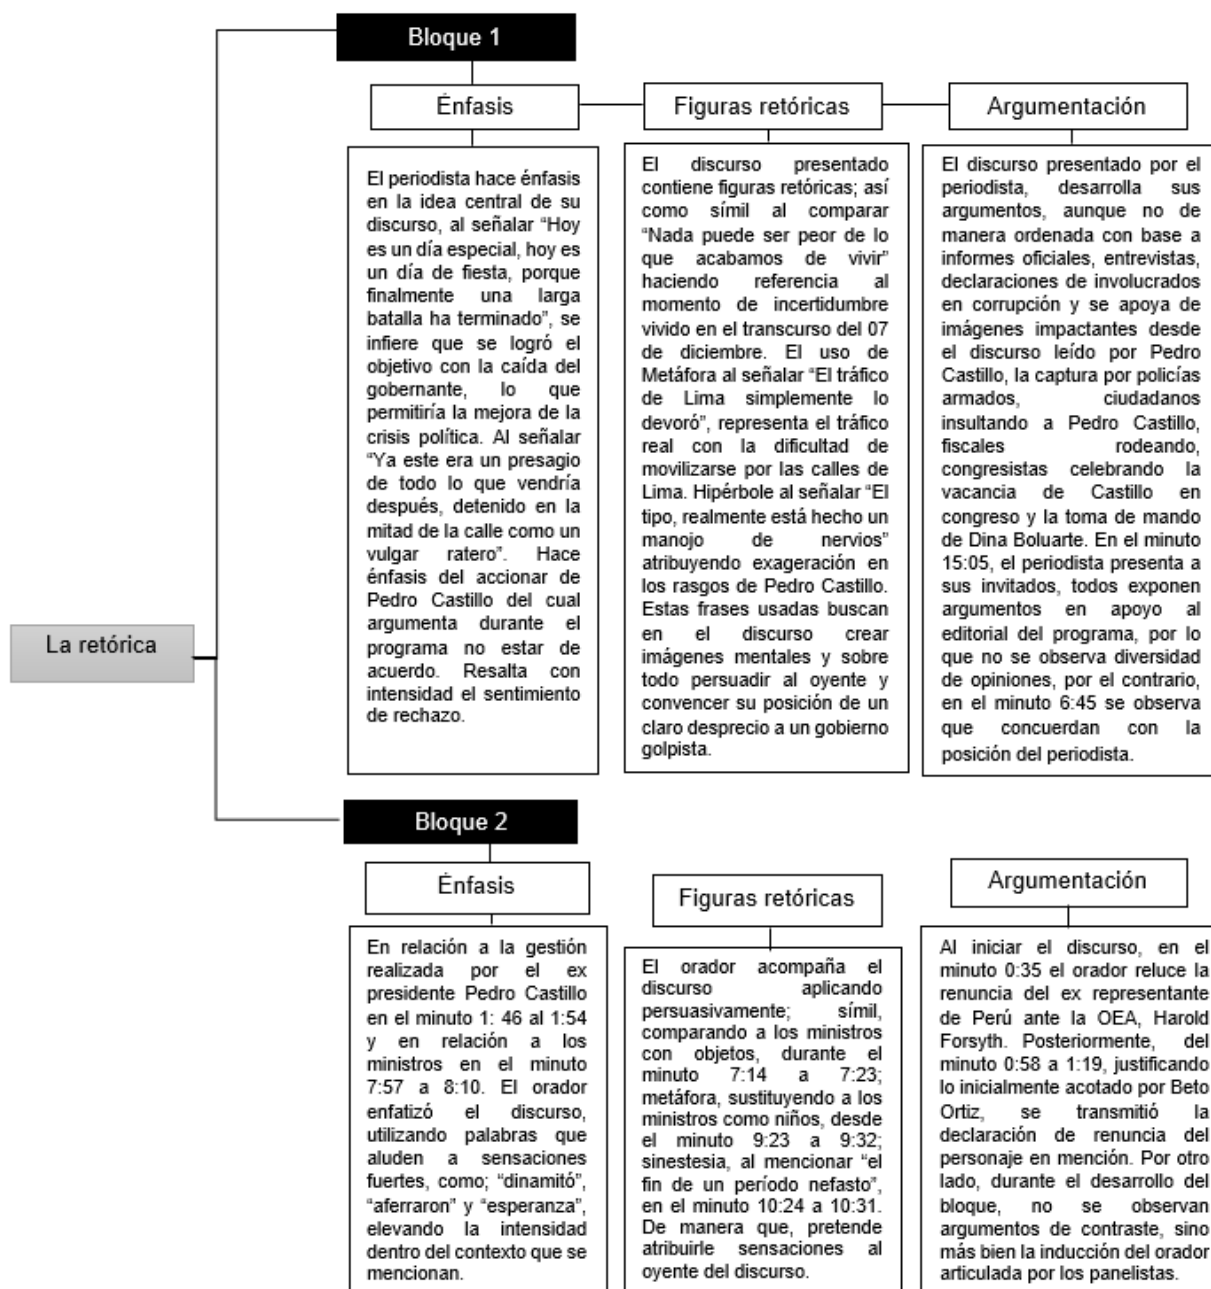 La retórica
Bloque 1
Énfasis
El periodista hace énfasis
en la idea central de su
discurso, al señalar “Hoy
es un día especial, hoy es
un día de fiesta, porque
finalmente una larga
batalla ha terminado”, se
infiere que se logró el
objetivo con la caída del
gobernante, lo que
permitiría la mejora de la
crisis política. Al señalar
“Ya este era un presagio
de todo lo que vendría
después, detenido en la
mitad de la calle como un
vulgar ratero”. Hace
énfasis del accionar de
Pedro Castillo del cual
argumenta durante el
programa no estar de
acuerdo. Resalta con
intensidad el sentimiento
de rechazo.
Figuras retóricas
El discurso presentado
contiene figuras retóricas; así
como símil al comparar
“Nada puede ser peor de lo
que acabamos de vivir”
haciendo referencia al
momento de incertidumbre
vivido en el transcurso del 07
de diciembre. El uso de
Metáfora al señalar “El tráfico
de Lima simplemente lo
devoró”, representa el tráfico
real con la dificultad de
movilizarse por las calles de
Lima. Hipérbole al señalar “El
tipo, realmente está hecho un
manojo de nervios”
atribuyendo exageración en
los rasgos de Pedro Castillo.
Estas frases usadas buscan
en el discurso crear
imágenes mentales y sobre
todo persuadir al oyente y
convencer su posición de un
claro desprecio a un gobierno
golpista.
Argumentación
El discurso presentado por el
periodista, desarrolla sus
argumentos, aunque no de
manera ordenada con base a
informes oficiales, entrevistas,
declaraciones de involucrados
en corrupción y se apoya de
imágenes impactantes desde
el discurso leído por Pedro
Castillo, la captura por policías
armados, ciudadanos
insultando a Pedro Castillo,
fiscales rodeando,
congresistas celebrando la
vacancia de Castillo en
congreso y la toma de mando
de Dina Boluarte. En el minuto
15:05, el periodista presenta a
sus invitados, todos exponen
argumentos en apoyo al
editorial del programa, por lo
que no se observa diversidad
de opiniones, por el contrario,
en el minuto 6:45 se observa
que concuerdan con la
posición del periodista.
Bloque 2
Énfasis
En relación a la gestión
realizada por el ex
presidente Pedro Castillo
en el minuto 1: 46 al 1:54
y en relación a los
ministros en el minuto
7:57 a 8:10. El orador
enfatizó el discurso,
utilizando palabras que
aluden a sensaciones
fuertes, como; “dinamitó”,
“aferraron” y “esperanza”,
elevando la intensidad
dentro del contexto que se
mencionan.
Figuras retóricas
El orador acompaña el
discurso aplicando
persuasivamente; símil,
comparando a los ministros
con objetos, durante el
minuto 7:14 a 7:23;
metáfora, sustituyendo a los
ministros como niños, desde
el minuto 9:23 a 9:32;
sinestesia, al mencionar “el
fin de un período nefasto”,
en el minuto 10:24 a 10:31.
De manera que, pretende
atribuirle sensaciones al
oyente del discurso.
Argumentación
Al iniciar el discurso, en el
minuto 0:35 el orador reluce la
renuncia del ex representante
de Perú ante la OEA, Harold
Forsyth. Posteriormente, del
minuto 0:58 a 1:19, justificando
lo inicialmente acotado por Beto
Ortiz, se transmitió la
declaración de renuncia del
personaje en mención. Por otro
lado, durante el desarrollo del
bloque, no se observan
argumentos de contraste, sino
más bien la inducción del orador
articulada por los panelistas.